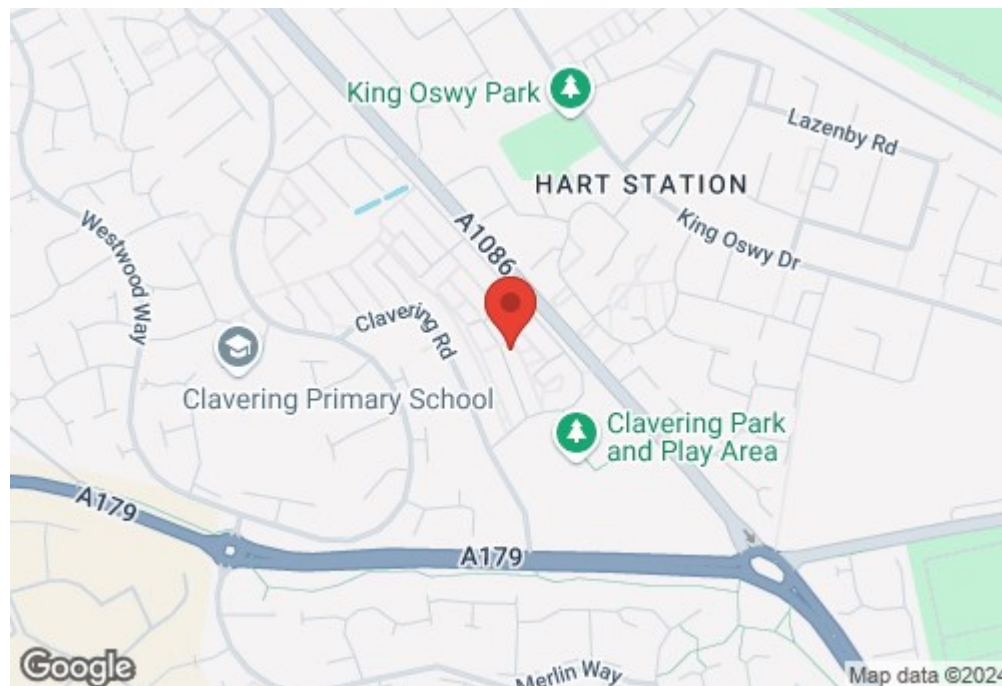 King Oswy Park
Lazenby Rd
HART STATION
A1086
King Oswy Dr
Westwood Way
Clavering Rd
Clavering Primary School
Clavering Park
and Play Area
A179
A179
Merlin Way
Google
Map data ©2024